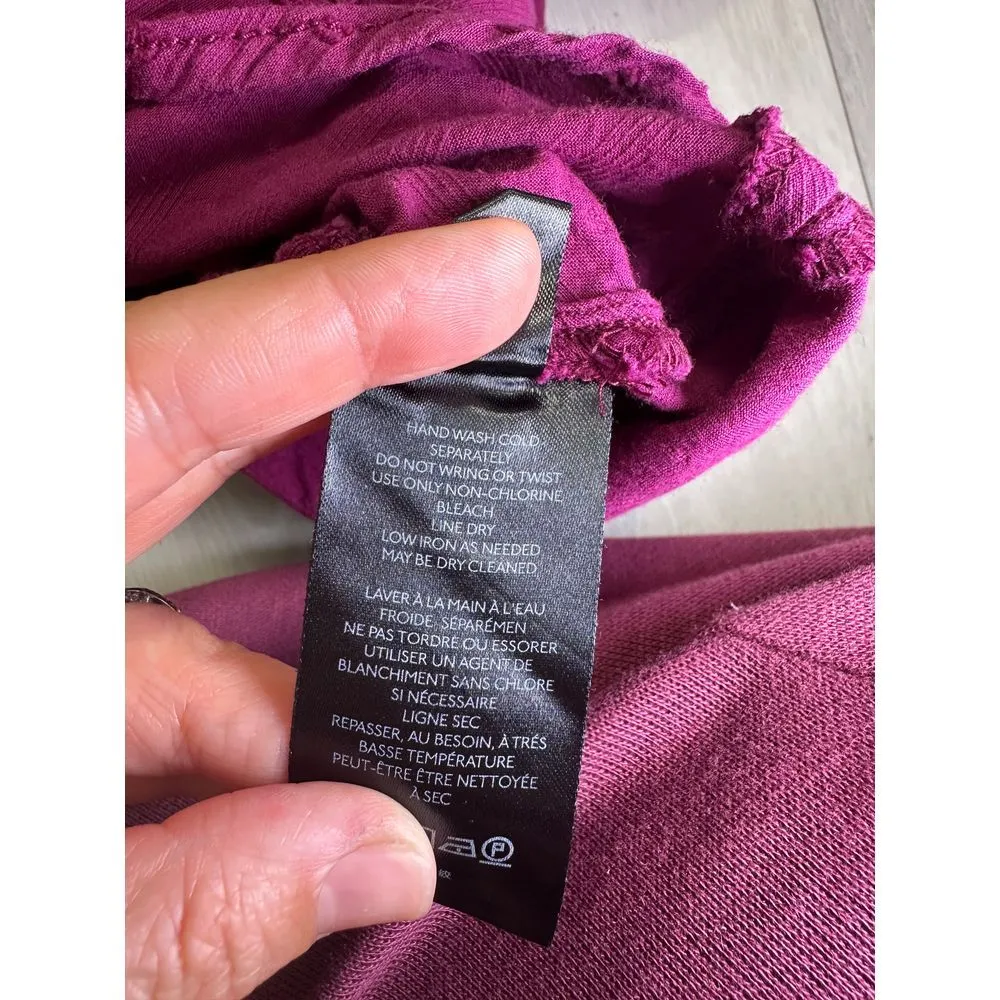 HAND WASH COLD
SEPARATELY
DO NOT WRING OR TWIST
USE ONLY NON-CHLORINE
BLEACH
LINE DRY
LOW IRON AS NEEDED
MAY BE DRY CLEANED
LAVER À LA MAIN À L'EAU
FROIDE SÉPARÉMEN
NE PAS TORDRE OU ESSORER
UTILISER UN AGENT DE
BLANCHIMENT SANS CHLORE
SI NÉCESSAIRE
LIGNE SEC
REPASSER, AU BESOIN, À TRÉS
BASSE TEMPÉRATURE
PEUT-ÊTRE ÊTRE NETTOYÉE
À SEC
P